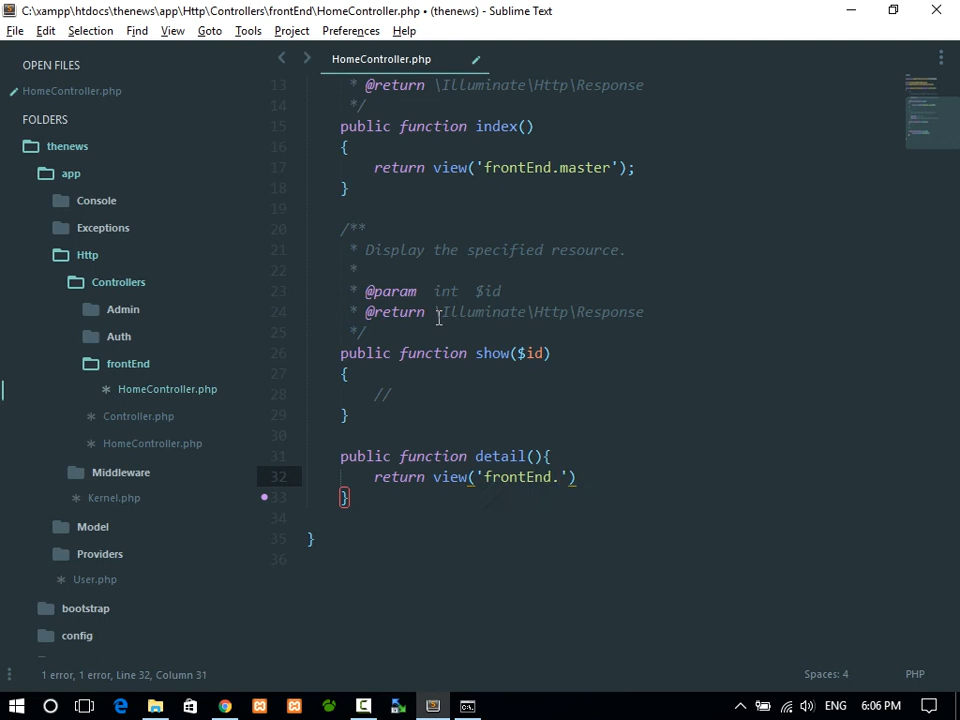 C:\xampp\htdocs\thenews\app\Http\Controllers\frontEnd\HomeController.php • (thenews) - Sublime Text
File Edit Selection Find View Goto Tools Project Preferences Help
OPEN FILES
HomeController.php
FOLDERS
thenews
app
Console
Exceptions
Http
Controllers
Admin
Auth
frontEnd
HomeController.php
Controller.php
HomeController.php
Middleware
Kernel.php
Model
Providers
User.php
bootstrap
config
HomeController.php
13 * @return \Illuminate\Http\Response
14 */
15 public function index()
16 {
17 return view('frontEnd.master');
18 }
19
20 /**
21 * Display the specified resource.
22 *
23 * @param int $id
24 * @return \Illuminate\Http\Response
25 */
26 public function show($id)
27 {
28 //
29 }
30
31 public function detail(){
32 return view('frontEnd.')
33 }
34
35 }
36
1 error, 1 error, Line 32, Column 31 Spaces: 4 PHP
ENG 6:06 PM